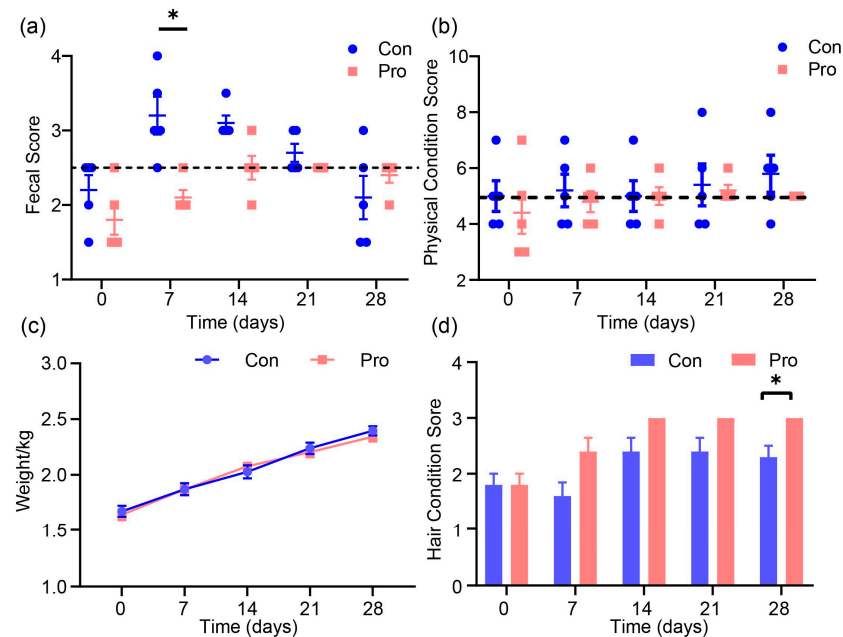 (a)
*
Con
Pro
Fecal Score
4
3
2
1
0 7 14 21 28
Time (days)
(b)
Con
Pro
Physical Condition Score
10
8
6
4
2
0 7 14 21 28
Time (days)
(c)
Con Pro
Weight/kg
3.0
2.5
2.0
1.5
1.0
0 7 14 21 28
Time (days)
(d)
Con Pro
*
Hair Condition Sore
4
3
2
1
0
0 7 14 21 28
Time (days)